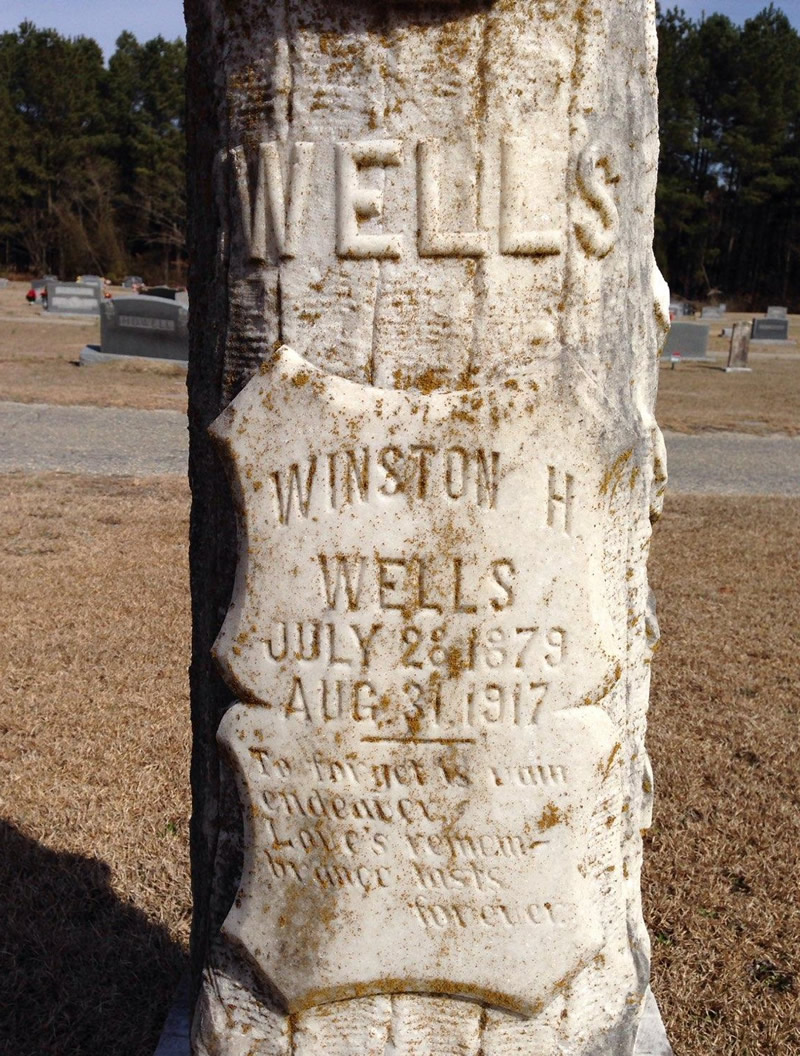 WELLS
WINSTON H.
WELLS
JULY 28, 1879
AUG. 31, 1917
To forget is vain
endeavor,
Love's remem-
brance lasts
forever.